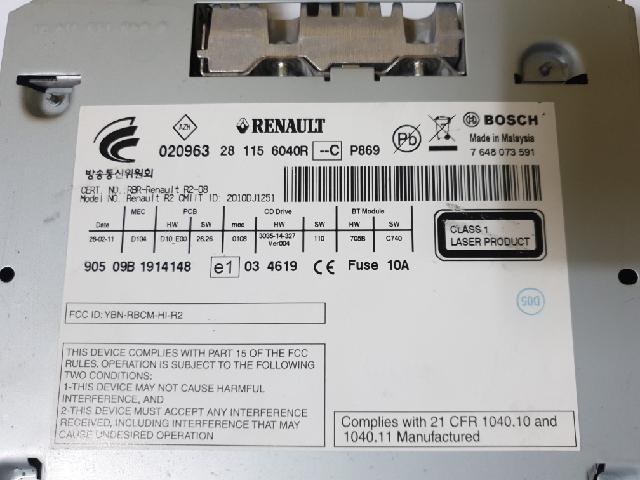 AZH
RENAULT
Pb
BOSCH
020963 28 115 6040R --C P869
Made in Malaysia
7 648 073 591
방송통신위원회
CERT. NO.: RBR-Renault R2-08
Model NO.: Renault R2 CMIIT ID: 2010DJ1251
MEC PCB CD Drive BT Module
Date HW SW mec HW SW HW SW
25-02-11 D104 D10_E00 26.26 0108 3035-14-327 Ver004 110 708B C740
CLASS 1
LASER PRODUCT
905 09B 1914148 e1 03 4619 CE Fuse 10A
D05
FCC ID: YBN-RBCM-HI-R2
THIS DEVICE COMPLIES WITH PART 15 OF THE FCC
RULES. OPERATION IS SUBJECT TO THE FOLLOWING
TWO CONDITIONS:
1-THIS DEVICE MAY NOT CAUSE HARMFUL
INTERFERENCE, AND
2-THIS DEVICE MUST ACCEPT ANY INTERFERENCE
RECEIVED, INCLUDING INTERFERENCE THAT MAY
CAUSE UNDESIRED OPERATION
Complies with 21 CFR 1040.10 and
1040.11 Manufactured